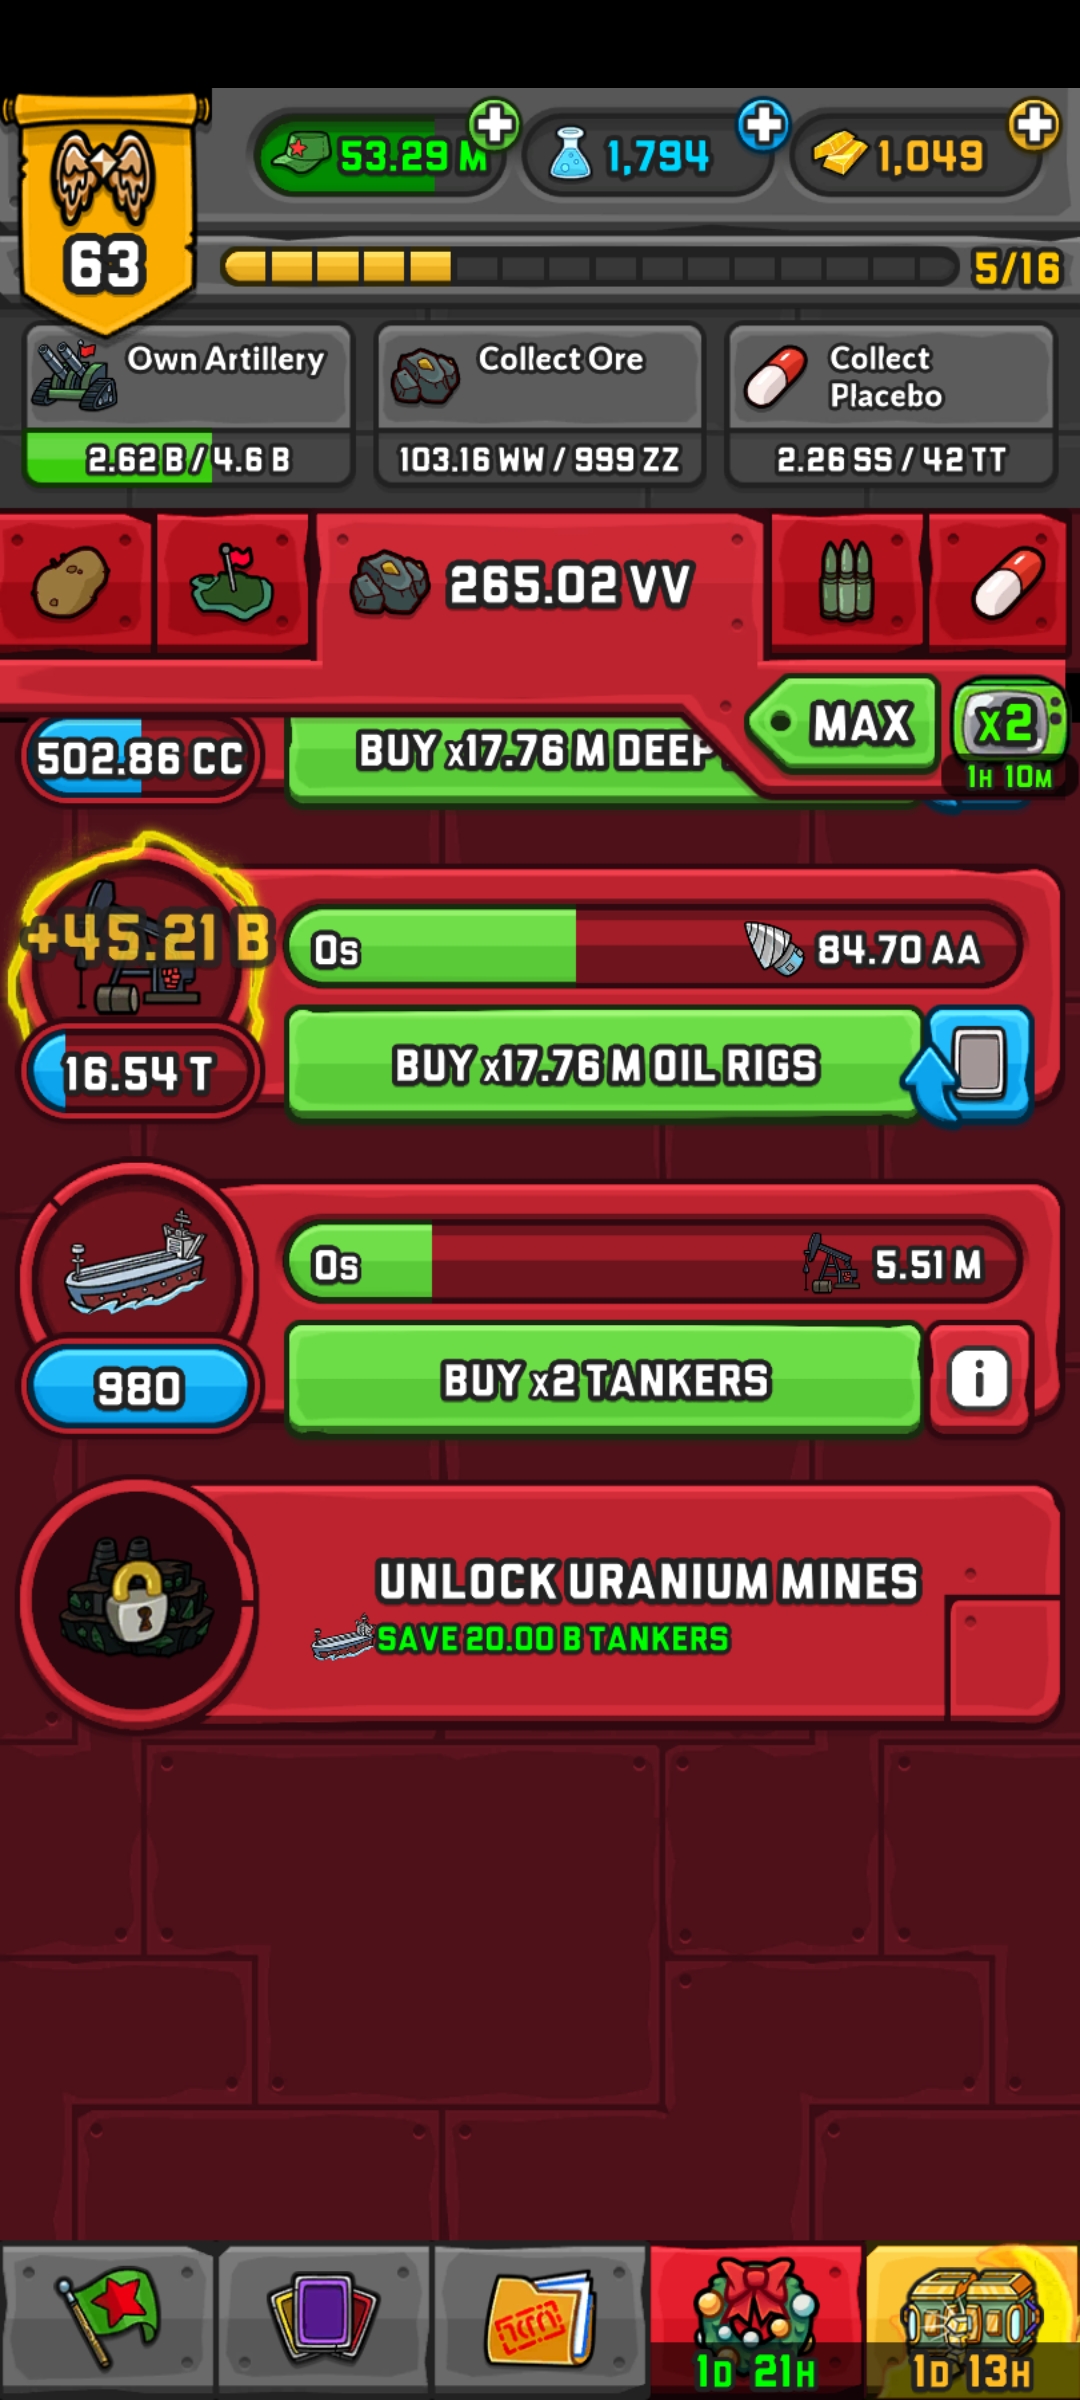 53.29 M
1,794
1,049
63
5/16
Own Artillery
2.62 B / 4.6 B
Collect Ore
103.16 WW / 999 ZZ
Collect
Placebo
2.26 SS / 42 TT
265.02 VV
MAX
x2
1H 10M
502.86 CC
BUY x17.76 M DEEP
+45.21 B
0s
84.70 AA
16.54 T
BUY x17.76 M OIL RIGS
0s
5.51 M
980
BUY x2 TANKERS
i
UNLOCK URANIUM MINES
SAVE 20.00 B TANKERS
1D 21H
1D 13H